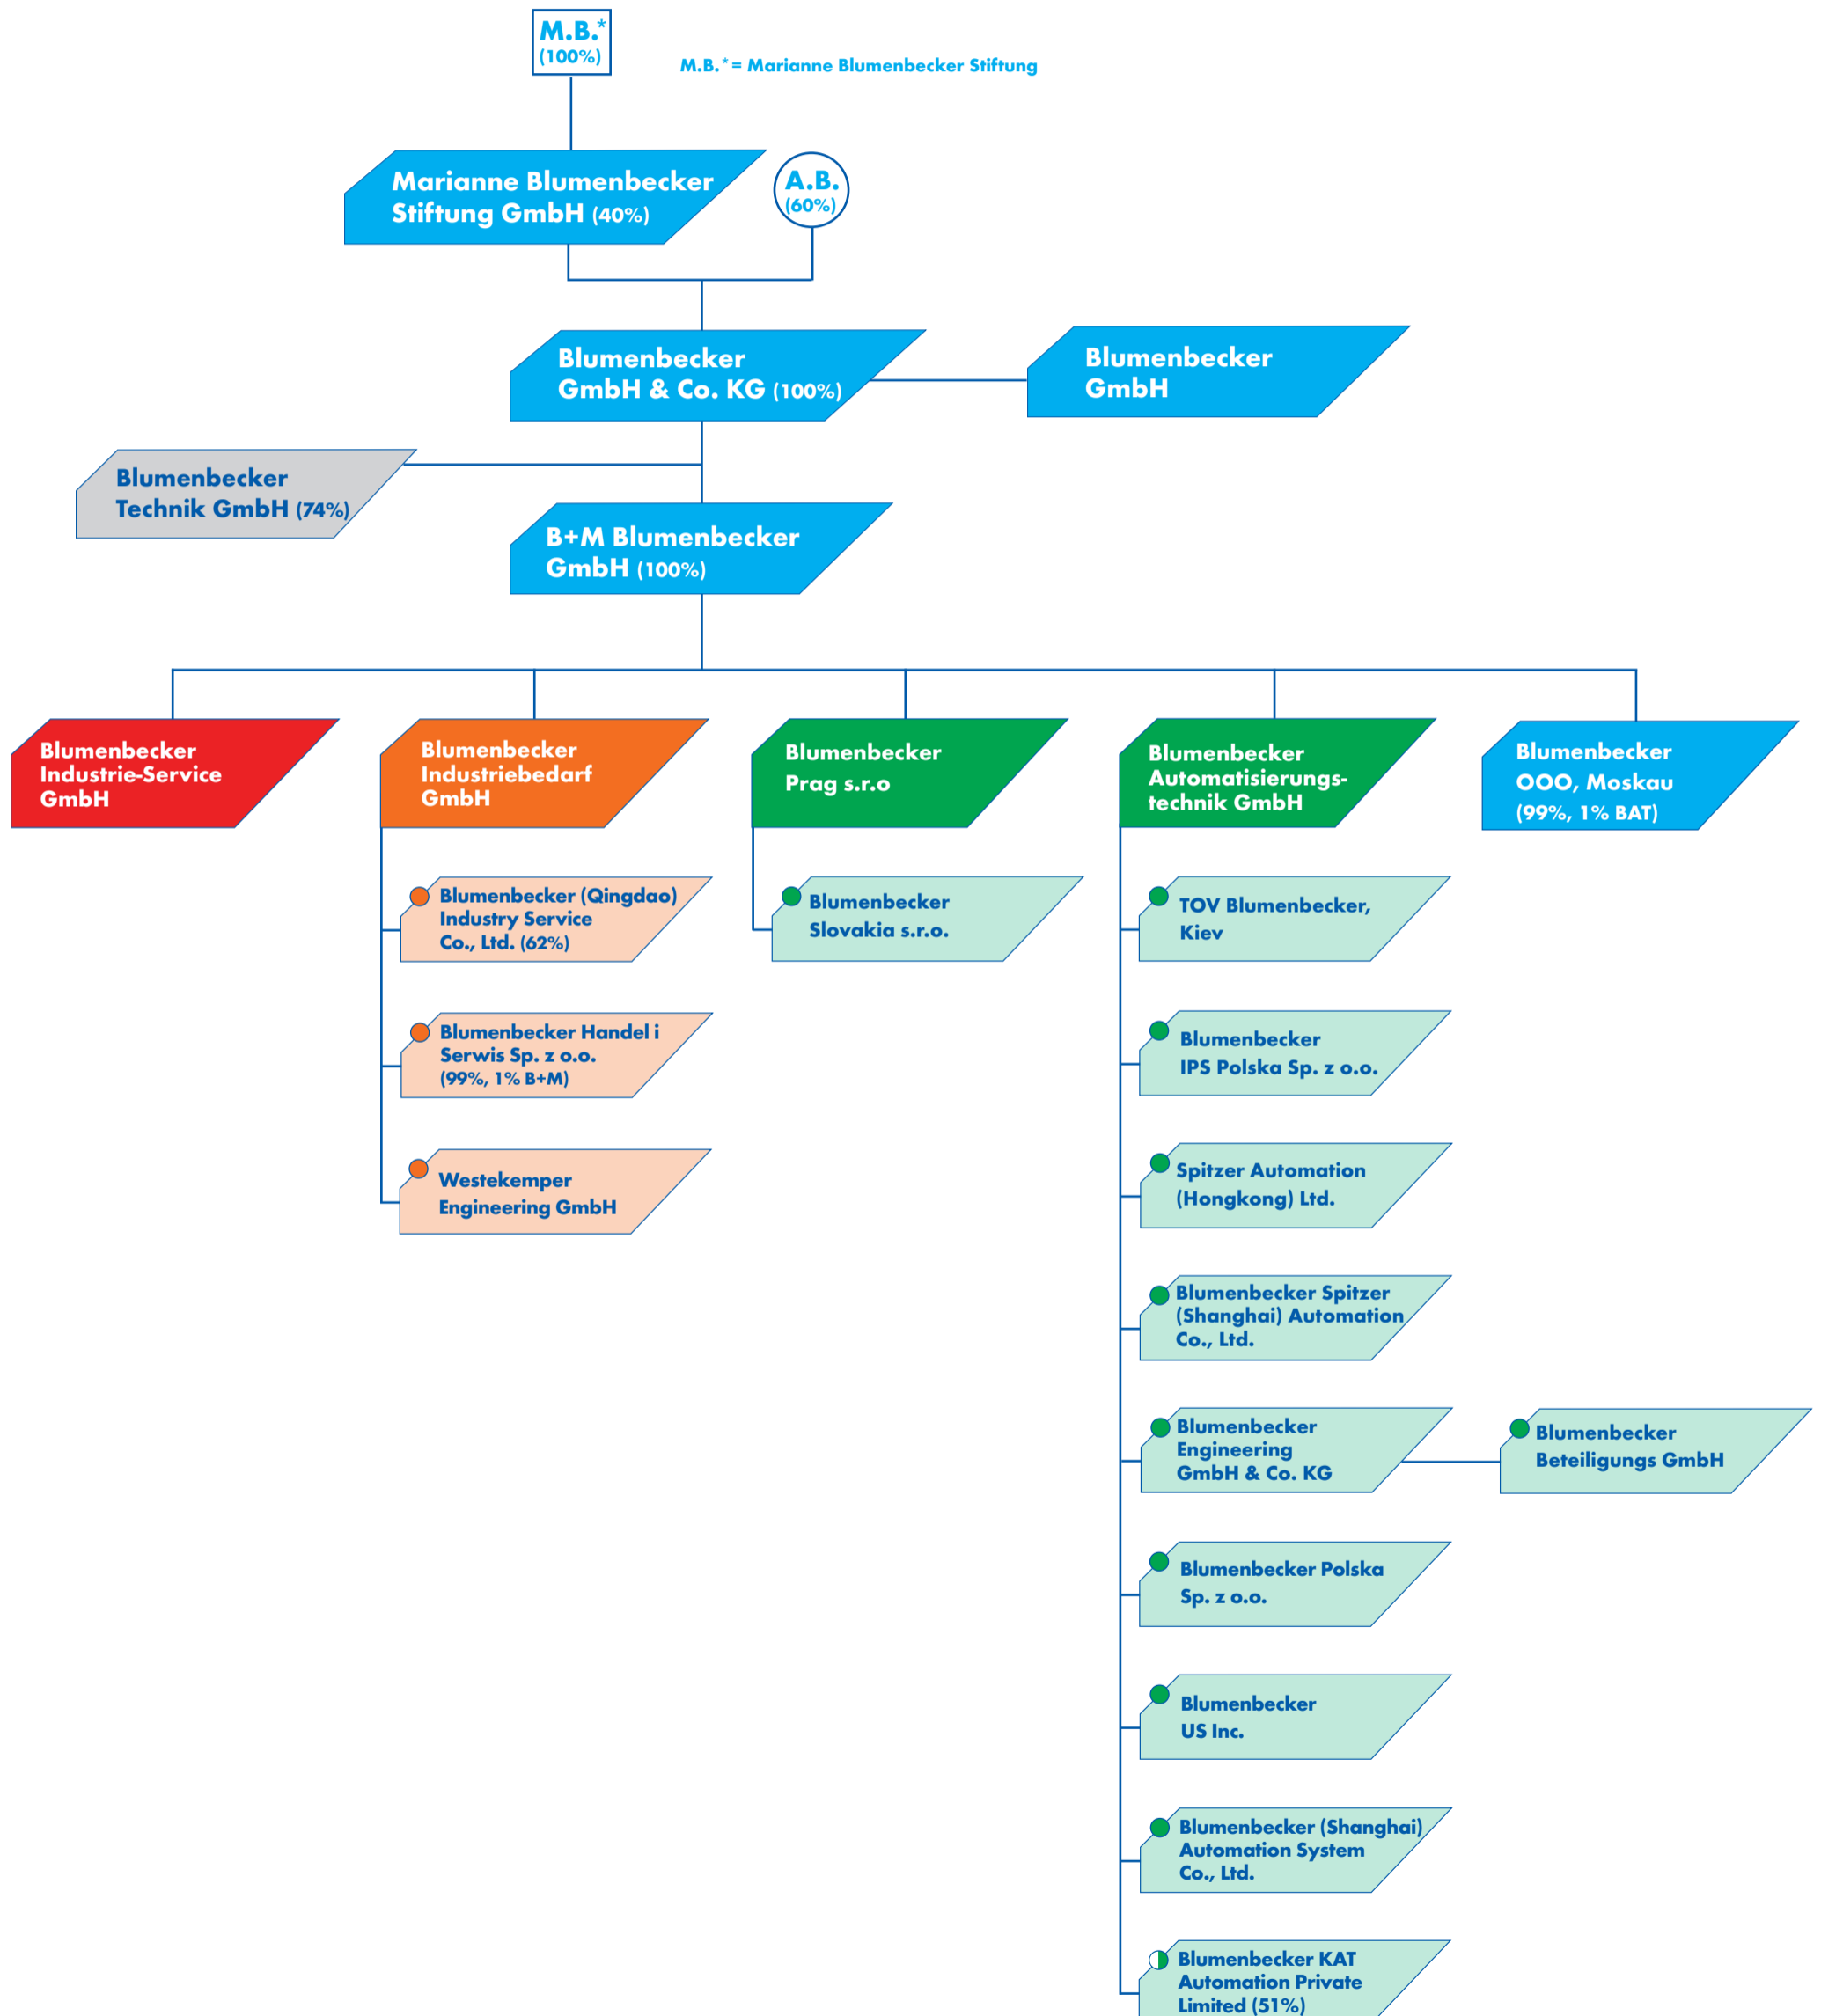 M.B.*
(100%)
M.B.*= Marianne Blumenbecker Stiftung
Marianne Blumenbecker
Stiftung GmbH (40%)
A.B.
(60%)
Blumenbecker
GmbH & Co. KG (100%)
Blumenbecker
GmbH
Blumenbecker
Technik GmbH (74%)
B+M Blumenbecker
GmbH (100%)
Blumenbecker
Industrie-Service
GmbH
Blumenbecker
Industriebedarf
GmbH
Blumenbecker
Prag s.r.o
Blumenbecker
Automatisierungs-
technik GmbH
Blumenbecker
OOO, Moskau
(99%, 1% BAT)
Blumenbecker (Qingdao)
Industry Service
Co., Ltd. (62%)
Blumenbecker Handel i
Serwis Sp. z o.o.
(99%, 1% B+M)
Westekemper
Engineering GmbH
Blumenbecker
Slovakia s.r.o.
TOV Blumenbecker,
Kiev
Blumenbecker
IPS Polska Sp. z o.o.
Spitzer Automation
(Hongkong) Ltd.
Blumenbecker Spitzer
(Shanghai) Automation
Co., Ltd.
Blumenbecker
Engineering
GmbH & Co. KG
Blumenbecker
Beteiligungs GmbH
Blumenbecker Polska
Sp. z o.o.
Blumenbecker
US Inc.
Blumenbecker (Shanghai)
Automation System
Co., Ltd.
Blumenbecker KAT
Automation Private
Limited (51%)